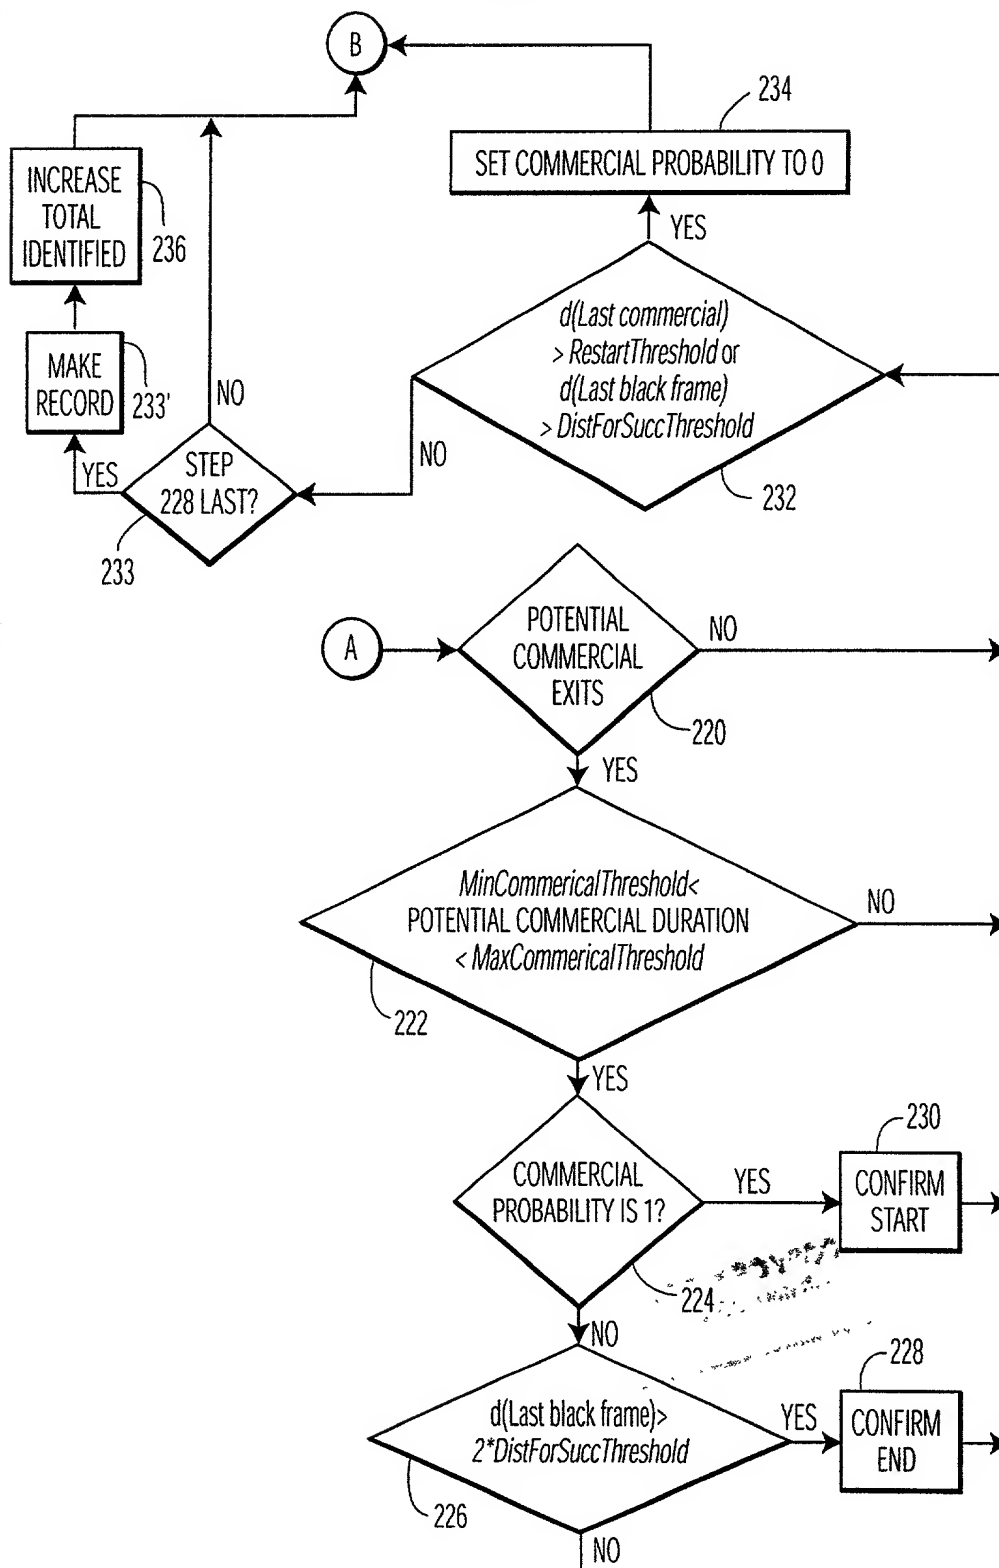 B
234
SET COMMERCIAL PROBABILITY TO 0
YES
INCREASE
TOTAL
IDENTIFIED
236
d(Last commercial)
> RestartThreshold or
d(Last black frame)
> DistForSuccThreshold
232
NO
MAKE
RECORD
233'
NO
YES
STEP
228 LAST?
233
A
POTENTIAL
COMMERCIAL
EXITS
NO
220
YES
MinCommericalThreshold<
POTENTIAL COMMERCIAL DURATION
< MaxCommericalThreshold
NO
222
YES
COMMERCIAL
PROBABILITY IS 1?
YES
230
CONFIRM
START
224
NO
d(Last black frame)>
2*DistForSuccThreshold
YES
228
CONFIRM
END
226
NO